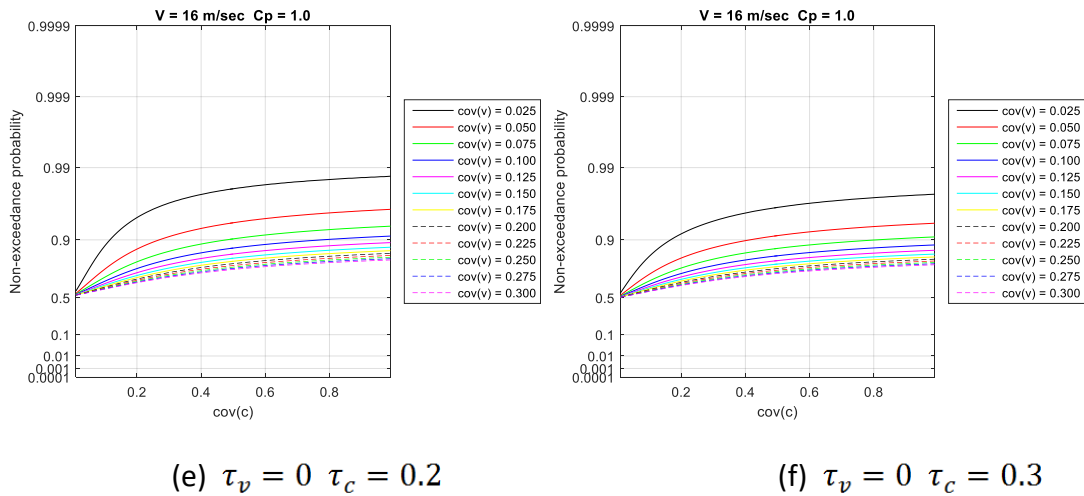 V = 16 m/sec  Cp = 1.0
0.9999
0.999
0.99
0.9
0.5
0.1
0.01
0.001
0.0001
Non-exceedance probability
0.2 0.4 0.6 0.8
cov(c)
cov(v) = 0.025
cov(v) = 0.050
cov(v) = 0.075
cov(v) = 0.100
cov(v) = 0.125
cov(v) = 0.150
cov(v) = 0.175
cov(v) = 0.200
cov(v) = 0.225
cov(v) = 0.250
cov(v) = 0.275
cov(v) = 0.300
(e) τ_v = 0 τ_c = 0.2
V = 16 m/sec  Cp = 1.0
0.9999
0.999
0.99
0.9
0.5
0.1
0.01
0.001
0.0001
Non-exceedance probability
0.2 0.4 0.6 0.8
cov(c)
cov(v) = 0.025
cov(v) = 0.050
cov(v) = 0.075
cov(v) = 0.100
cov(v) = 0.125
cov(v) = 0.150
cov(v) = 0.175
cov(v) = 0.200
cov(v) = 0.225
cov(v) = 0.250
cov(v) = 0.275
cov(v) = 0.300
(f) τ_v = 0 τ_c = 0.3